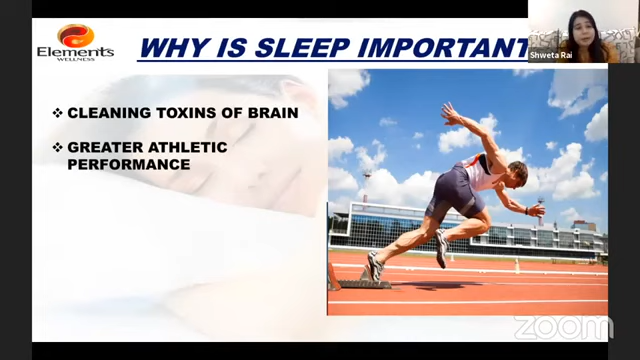 Elements
WELLNESS
WHY IS SLEEP IMPORTANT
Shweta Rai
❖ CLEANING TOXINS OF BRAIN
❖ GREATER ATHLETIC
PERFORMANCE
zoom